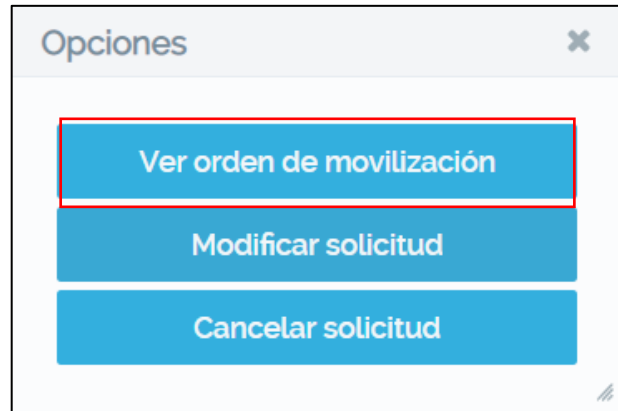 Opciones
Ver orden de movilización
Modificar solicitud
Cancelar solicitud